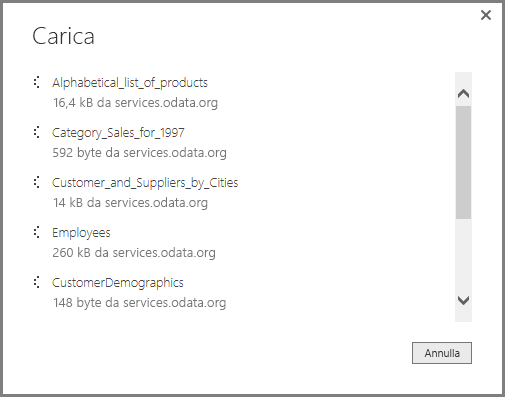 Carica
Alphabetical_list_of_products
16,4 kB da services.odata.org
Category_Sales_for_1997
592 byte da services.odata.org
Customer_and_Suppliers_by_Cities
14 kB da services.odata.org
Employees
260 kB da services.odata.org
CustomerDemographics
148 byte da services.odata.org
Annulla